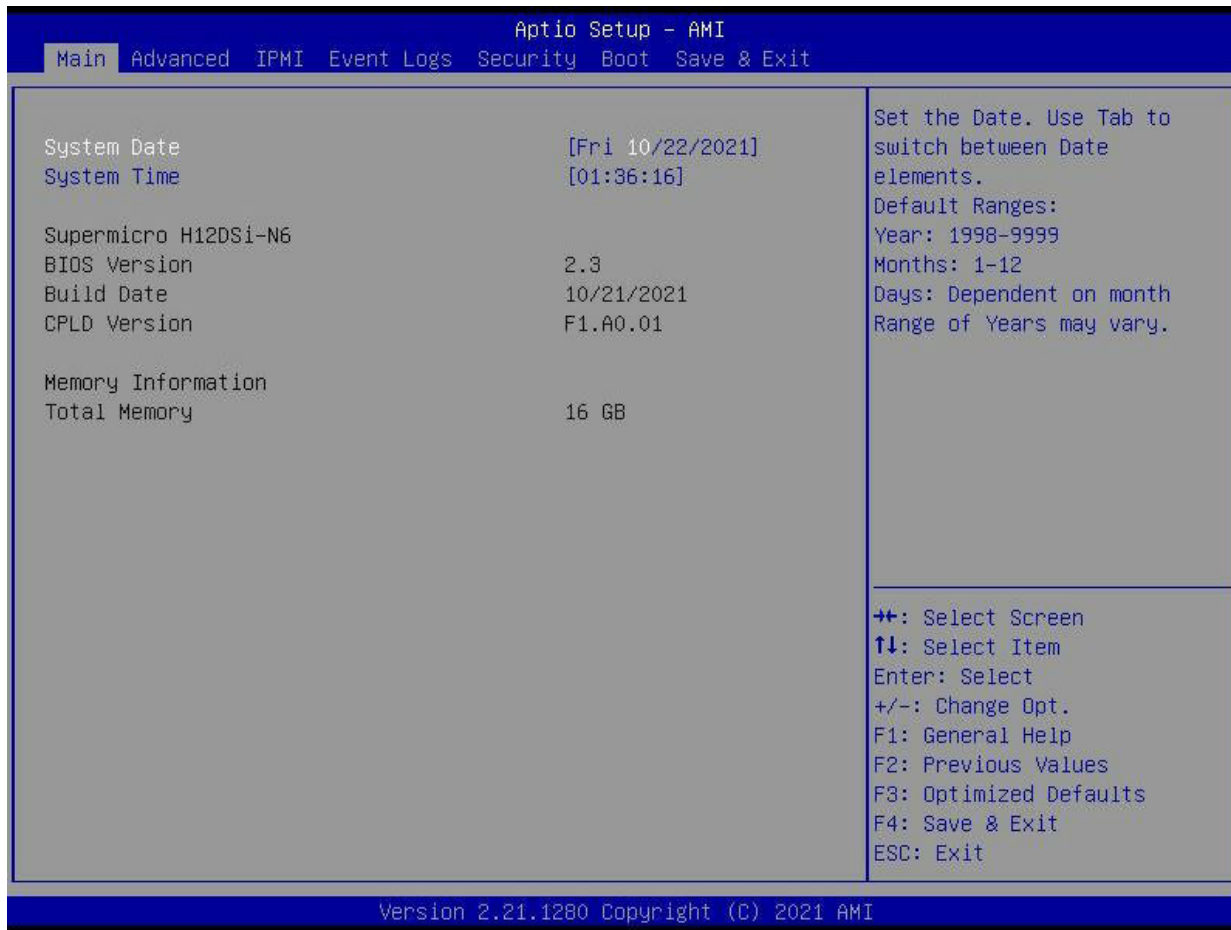 Aptio Setup – AMI
Main Advanced IPMI Event Logs Security Boot Save & Exit
System Date [Fri 10/22/2021]
System Time [01:36:16]
Supermicro H12DSi-N6
BIOS Version 2.3
Build Date 10/21/2021
CPLD Version F1.A0.01
Memory Information
Total Memory 16 GB
Set the Date. Use Tab to
switch between Date
elements.
Default Ranges:
Year: 1998-9999
Months: 1-12
Days: Dependent on month
Range of Years may vary.
→←: Select Screen
↑↓: Select Item
Enter: Select
+/-: Change Opt.
F1: General Help
F2: Previous Values
F3: Optimized Defaults
F4: Save & Exit
ESC: Exit
Version 2.21.1280 Copyright (C) 2021 AMI